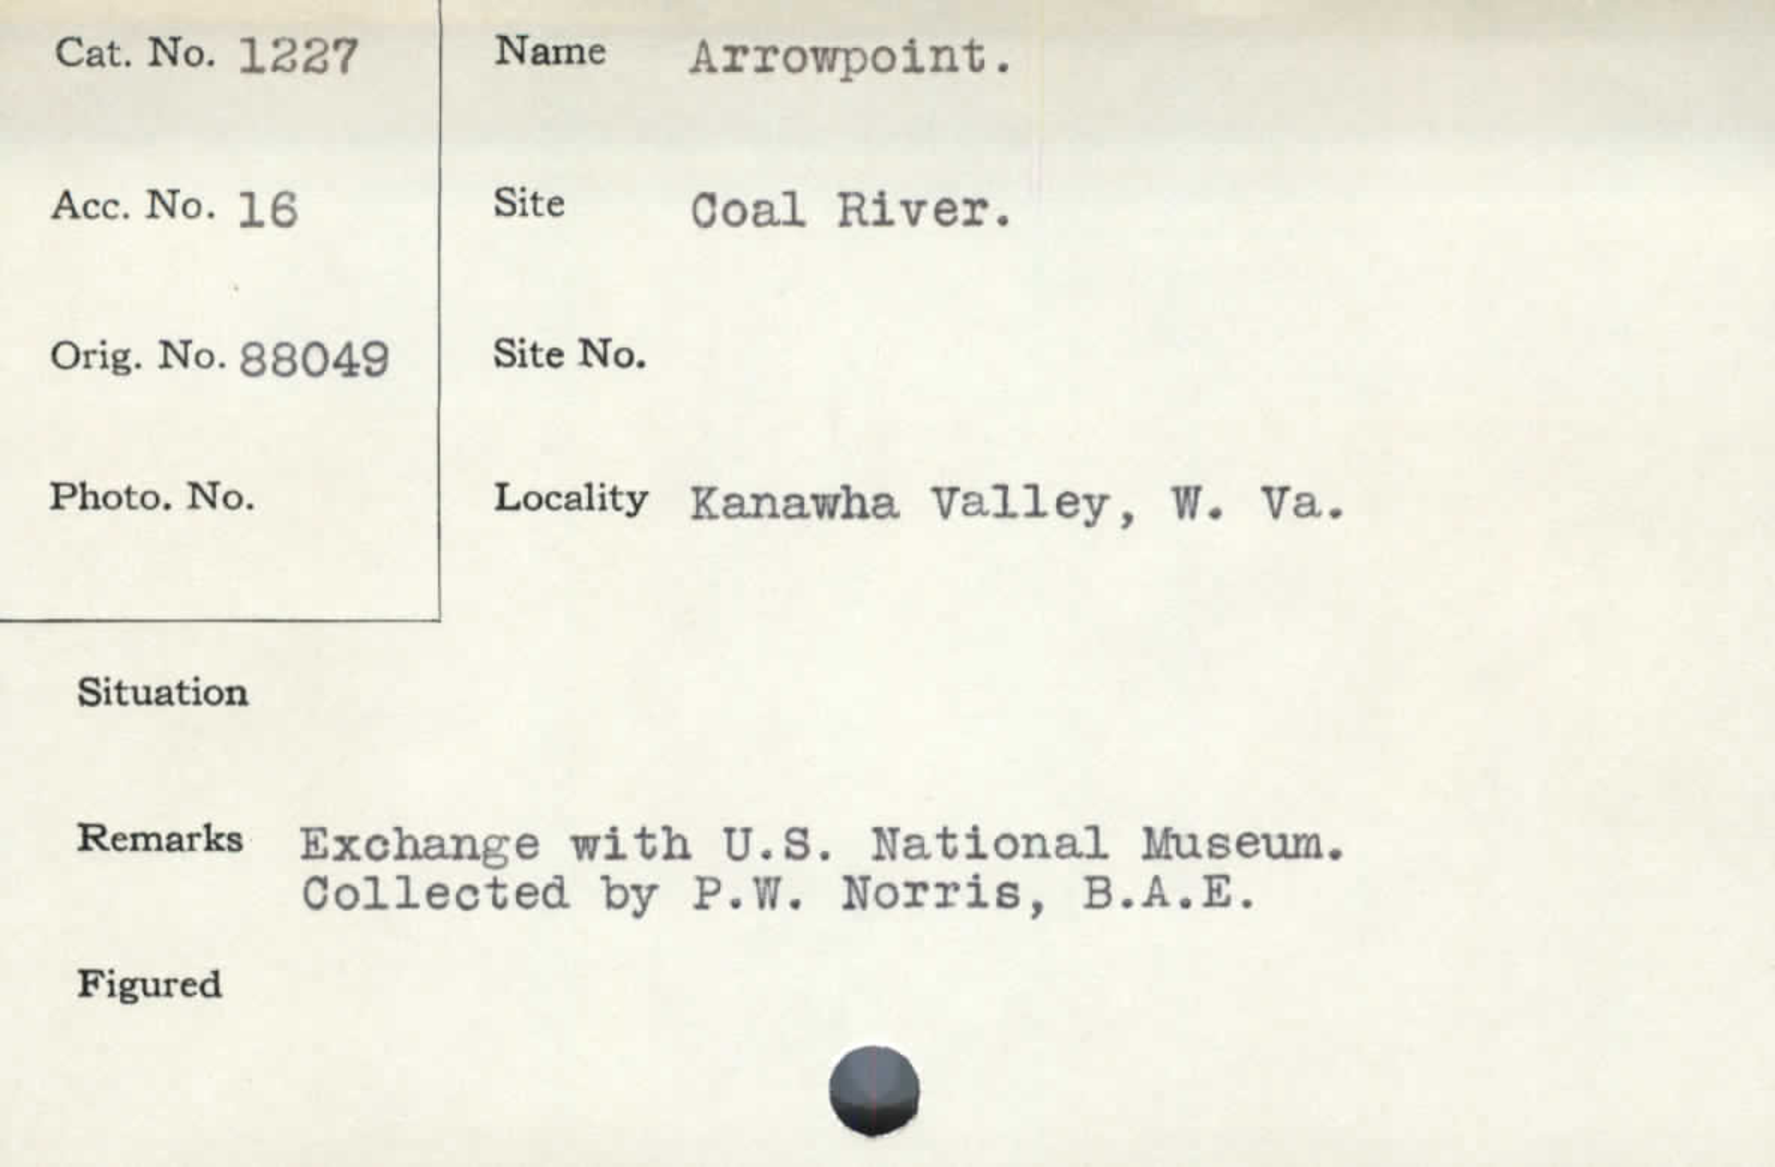 Cat. No. 1227
Name Arrowpoint.
Acc. No. 16
Site Coal River.
Orig. No. 88049
Site No.
Photo. No.
Locality Kanawha Valley, W. Va.
Situation
Remarks Exchange with U.S. National Museum.
Collected by P.W. Norris, B.A.E.
Figured